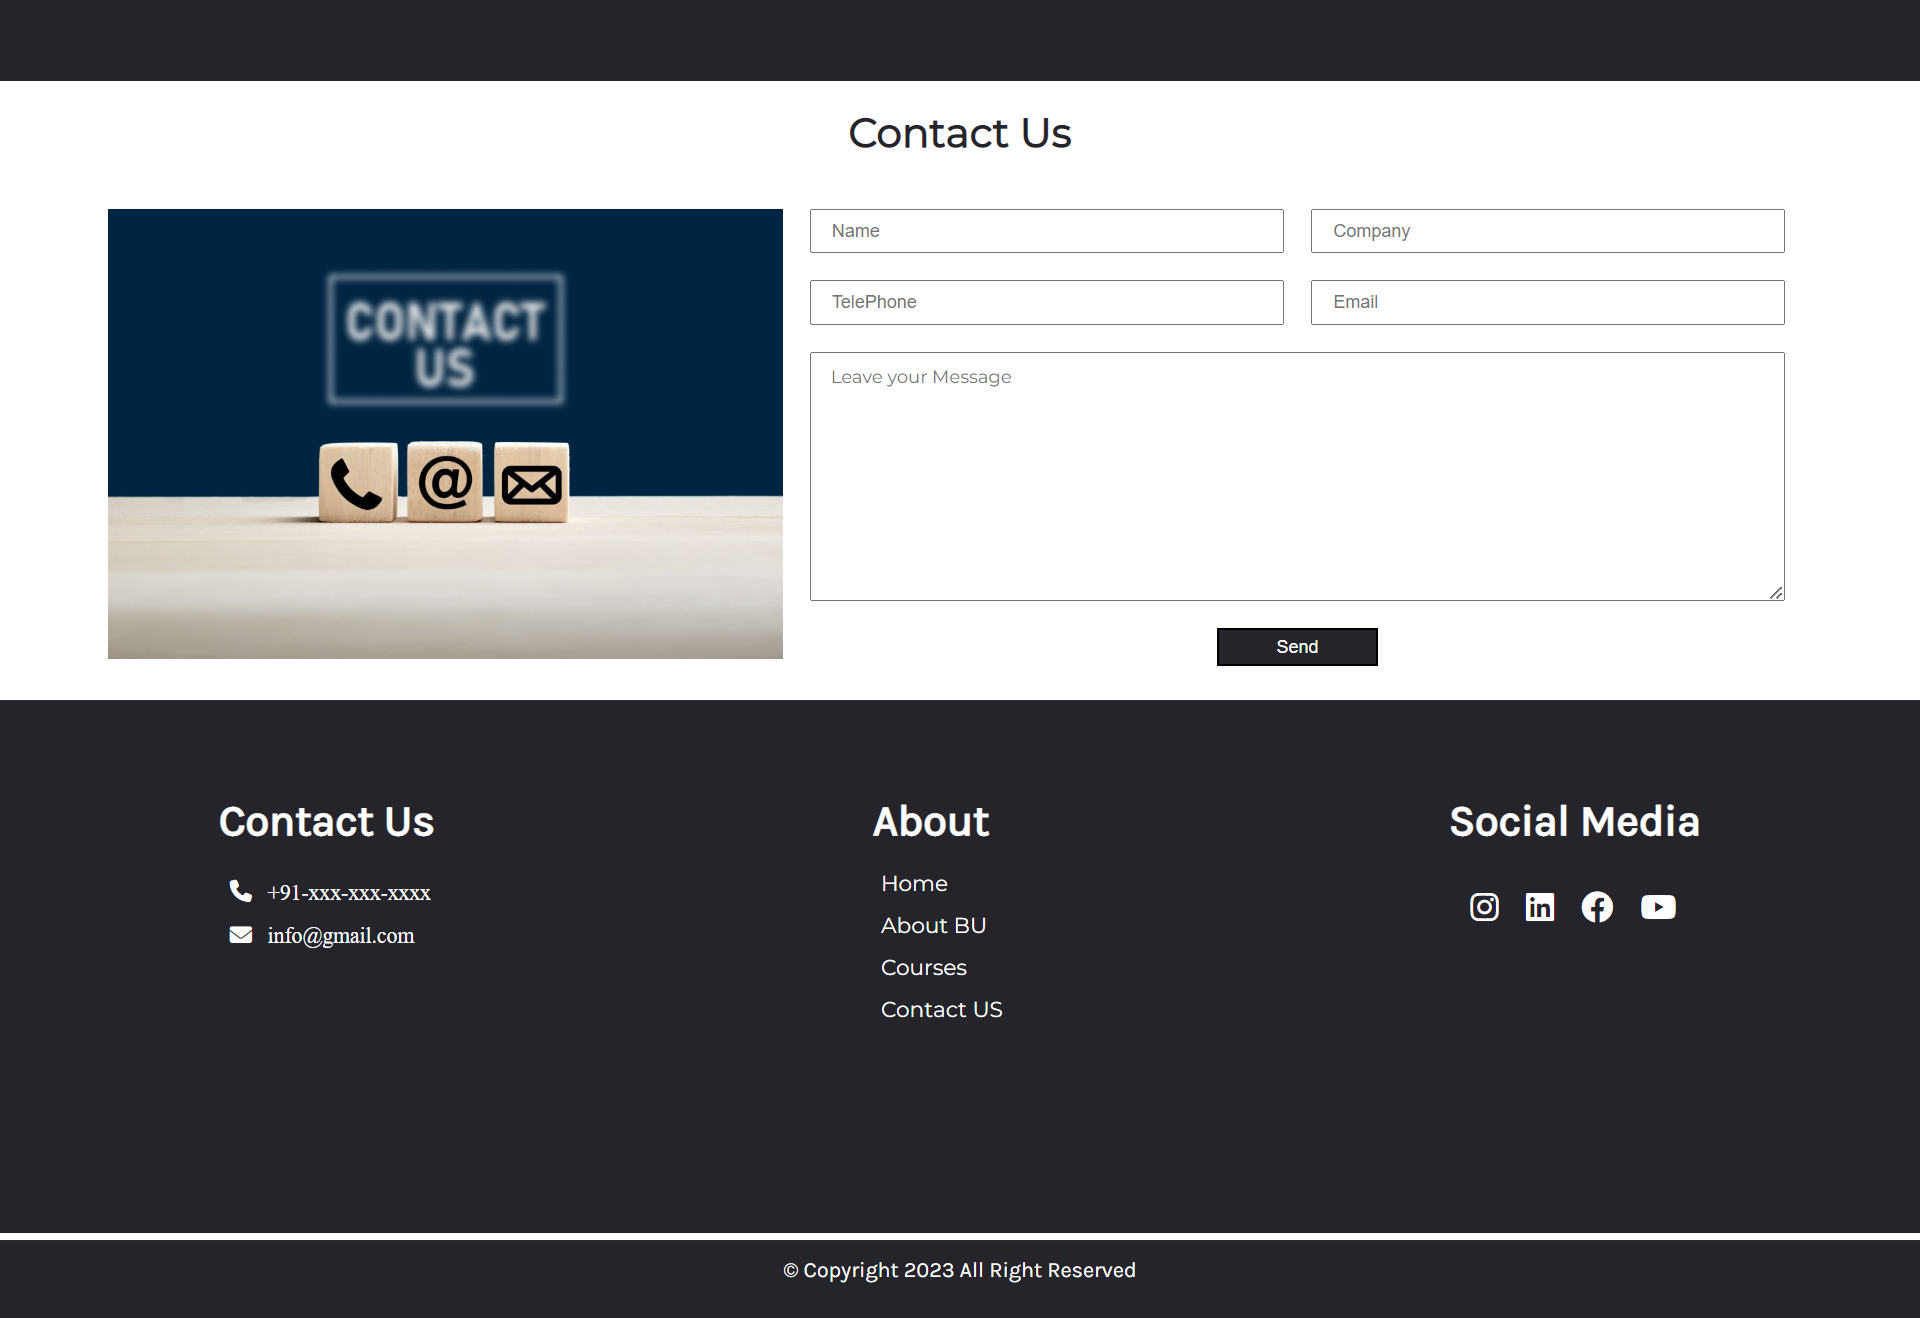 Contact Us
CONTACT
US
@
Name
Company
TelePhone
Email
Leave your Message
Send
Contact Us
+91-xxx-xxx-xxxx
info@gmail.com
About
Home
About BU
Courses
Contact US
Social Media
© Copyright 2023 All Right Reserved